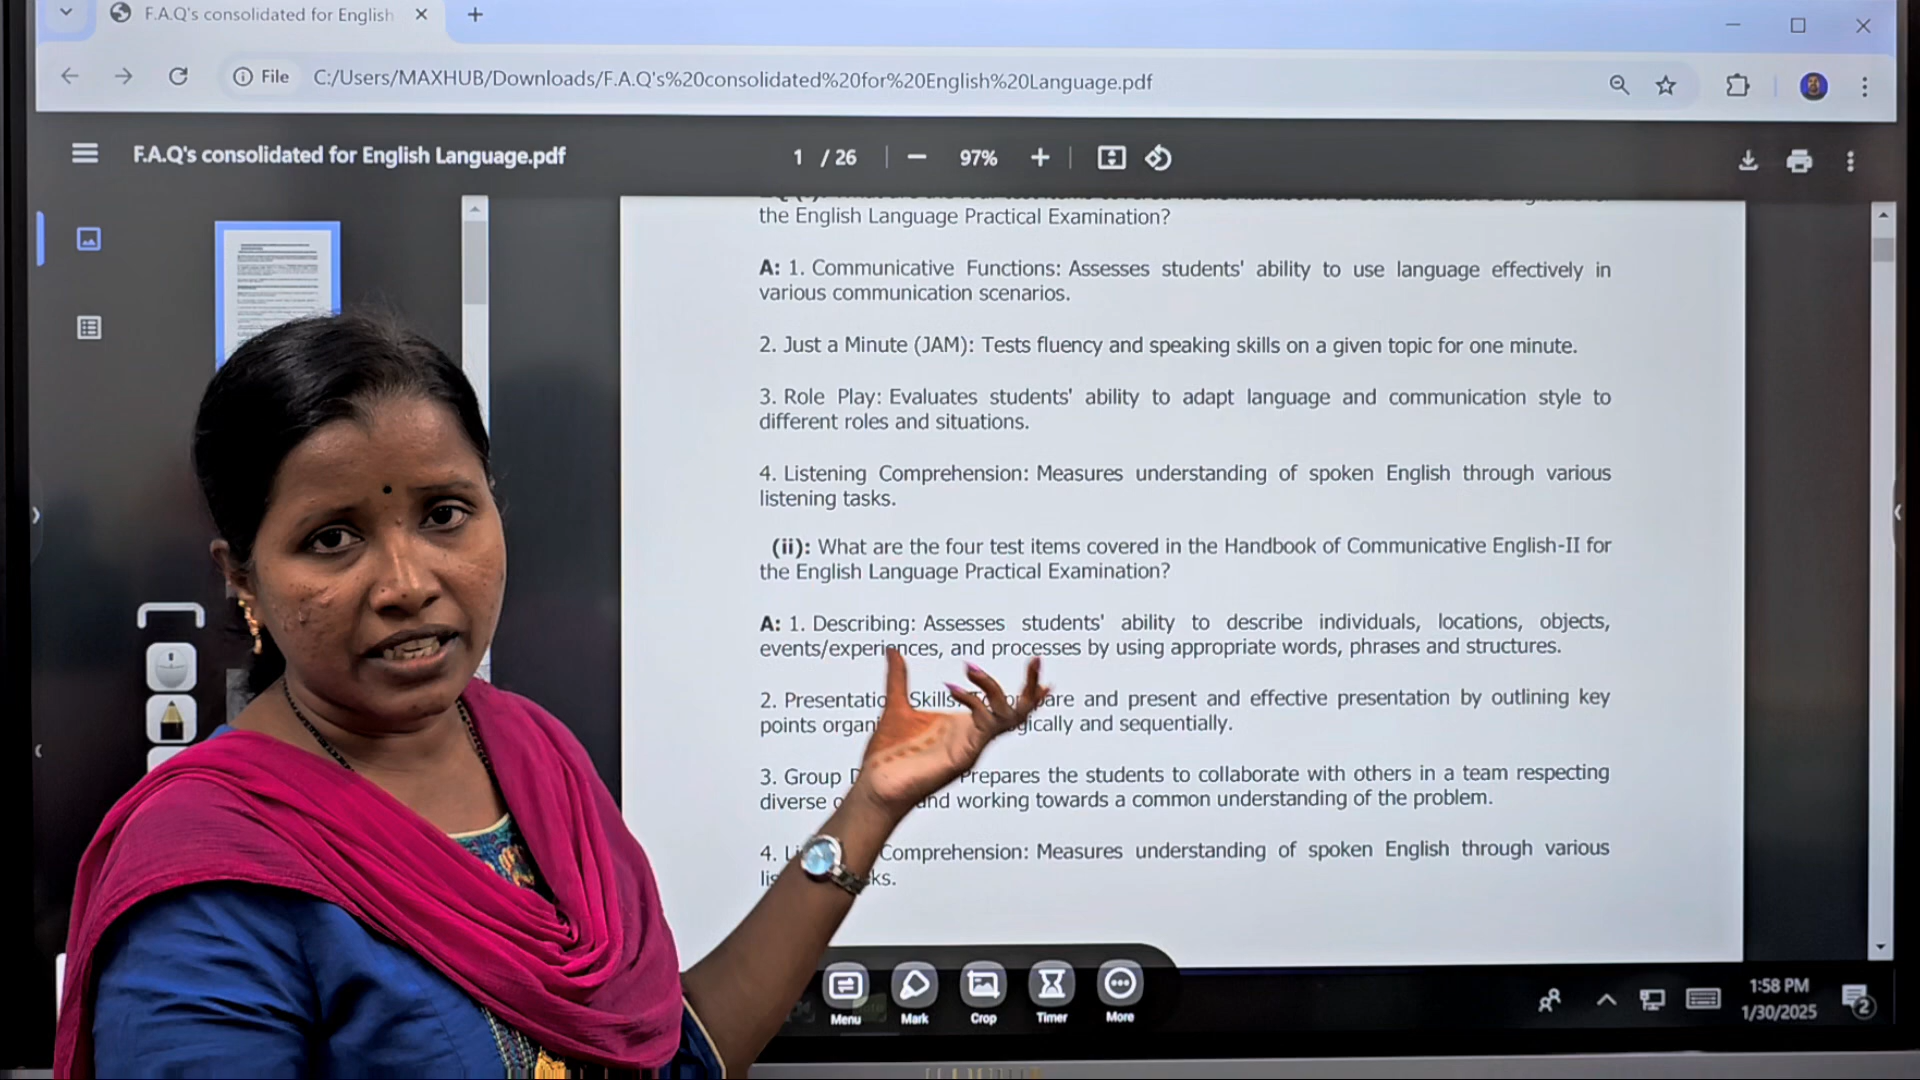 F.A.Q's consolidated for English
File C:/Users/MAXHUB/Downloads/F.A.Q's%20consolidated%20for%20English%20Language.pdf
F.A.Q's consolidated for English Language.pdf
1 / 26
97%
the English Language Practical Examination?
A: 1. Communicative Functions: Assesses students' ability to use language effectively in
various communication scenarios.
2. Just a Minute (JAM): Tests fluency and speaking skills on a given topic for one minute.
3. Role Play: Evaluates students' ability to adapt language and communication style to
different roles and situations.
4. Listening Comprehension: Measures understanding of spoken English through various
listening tasks.
(ii): What are the four test items covered in the Handbook of Communicative English-II for
the English Language Practical Examination?
A: 1. Describing: Assesses students' ability to describe individuals, locations, objects,
events/experiences, and processes by using appropriate words, phrases and structures.
2. Presentation Skills: and present and effective presentation by outlining key
points and sequentially.
3. Group Prepares the students to collaborate with others in a team respecting
diverse and working towards a common understanding of the problem.
4. Comprehension: Measures understanding of spoken English through various
Menu
Mark
Crop
Timer
More
1:58 PM
1/30/2025
2